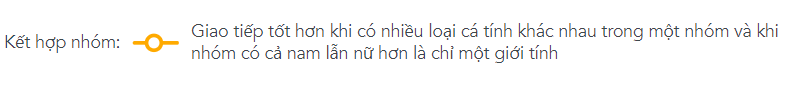 Kết hợp nhóm:
Giao tiếp tốt hơn khi có nhiều loại cá tính khác nhau trong một nhóm và khi
nhóm có cả nam lẫn nữ hơn là chỉ một giới tính